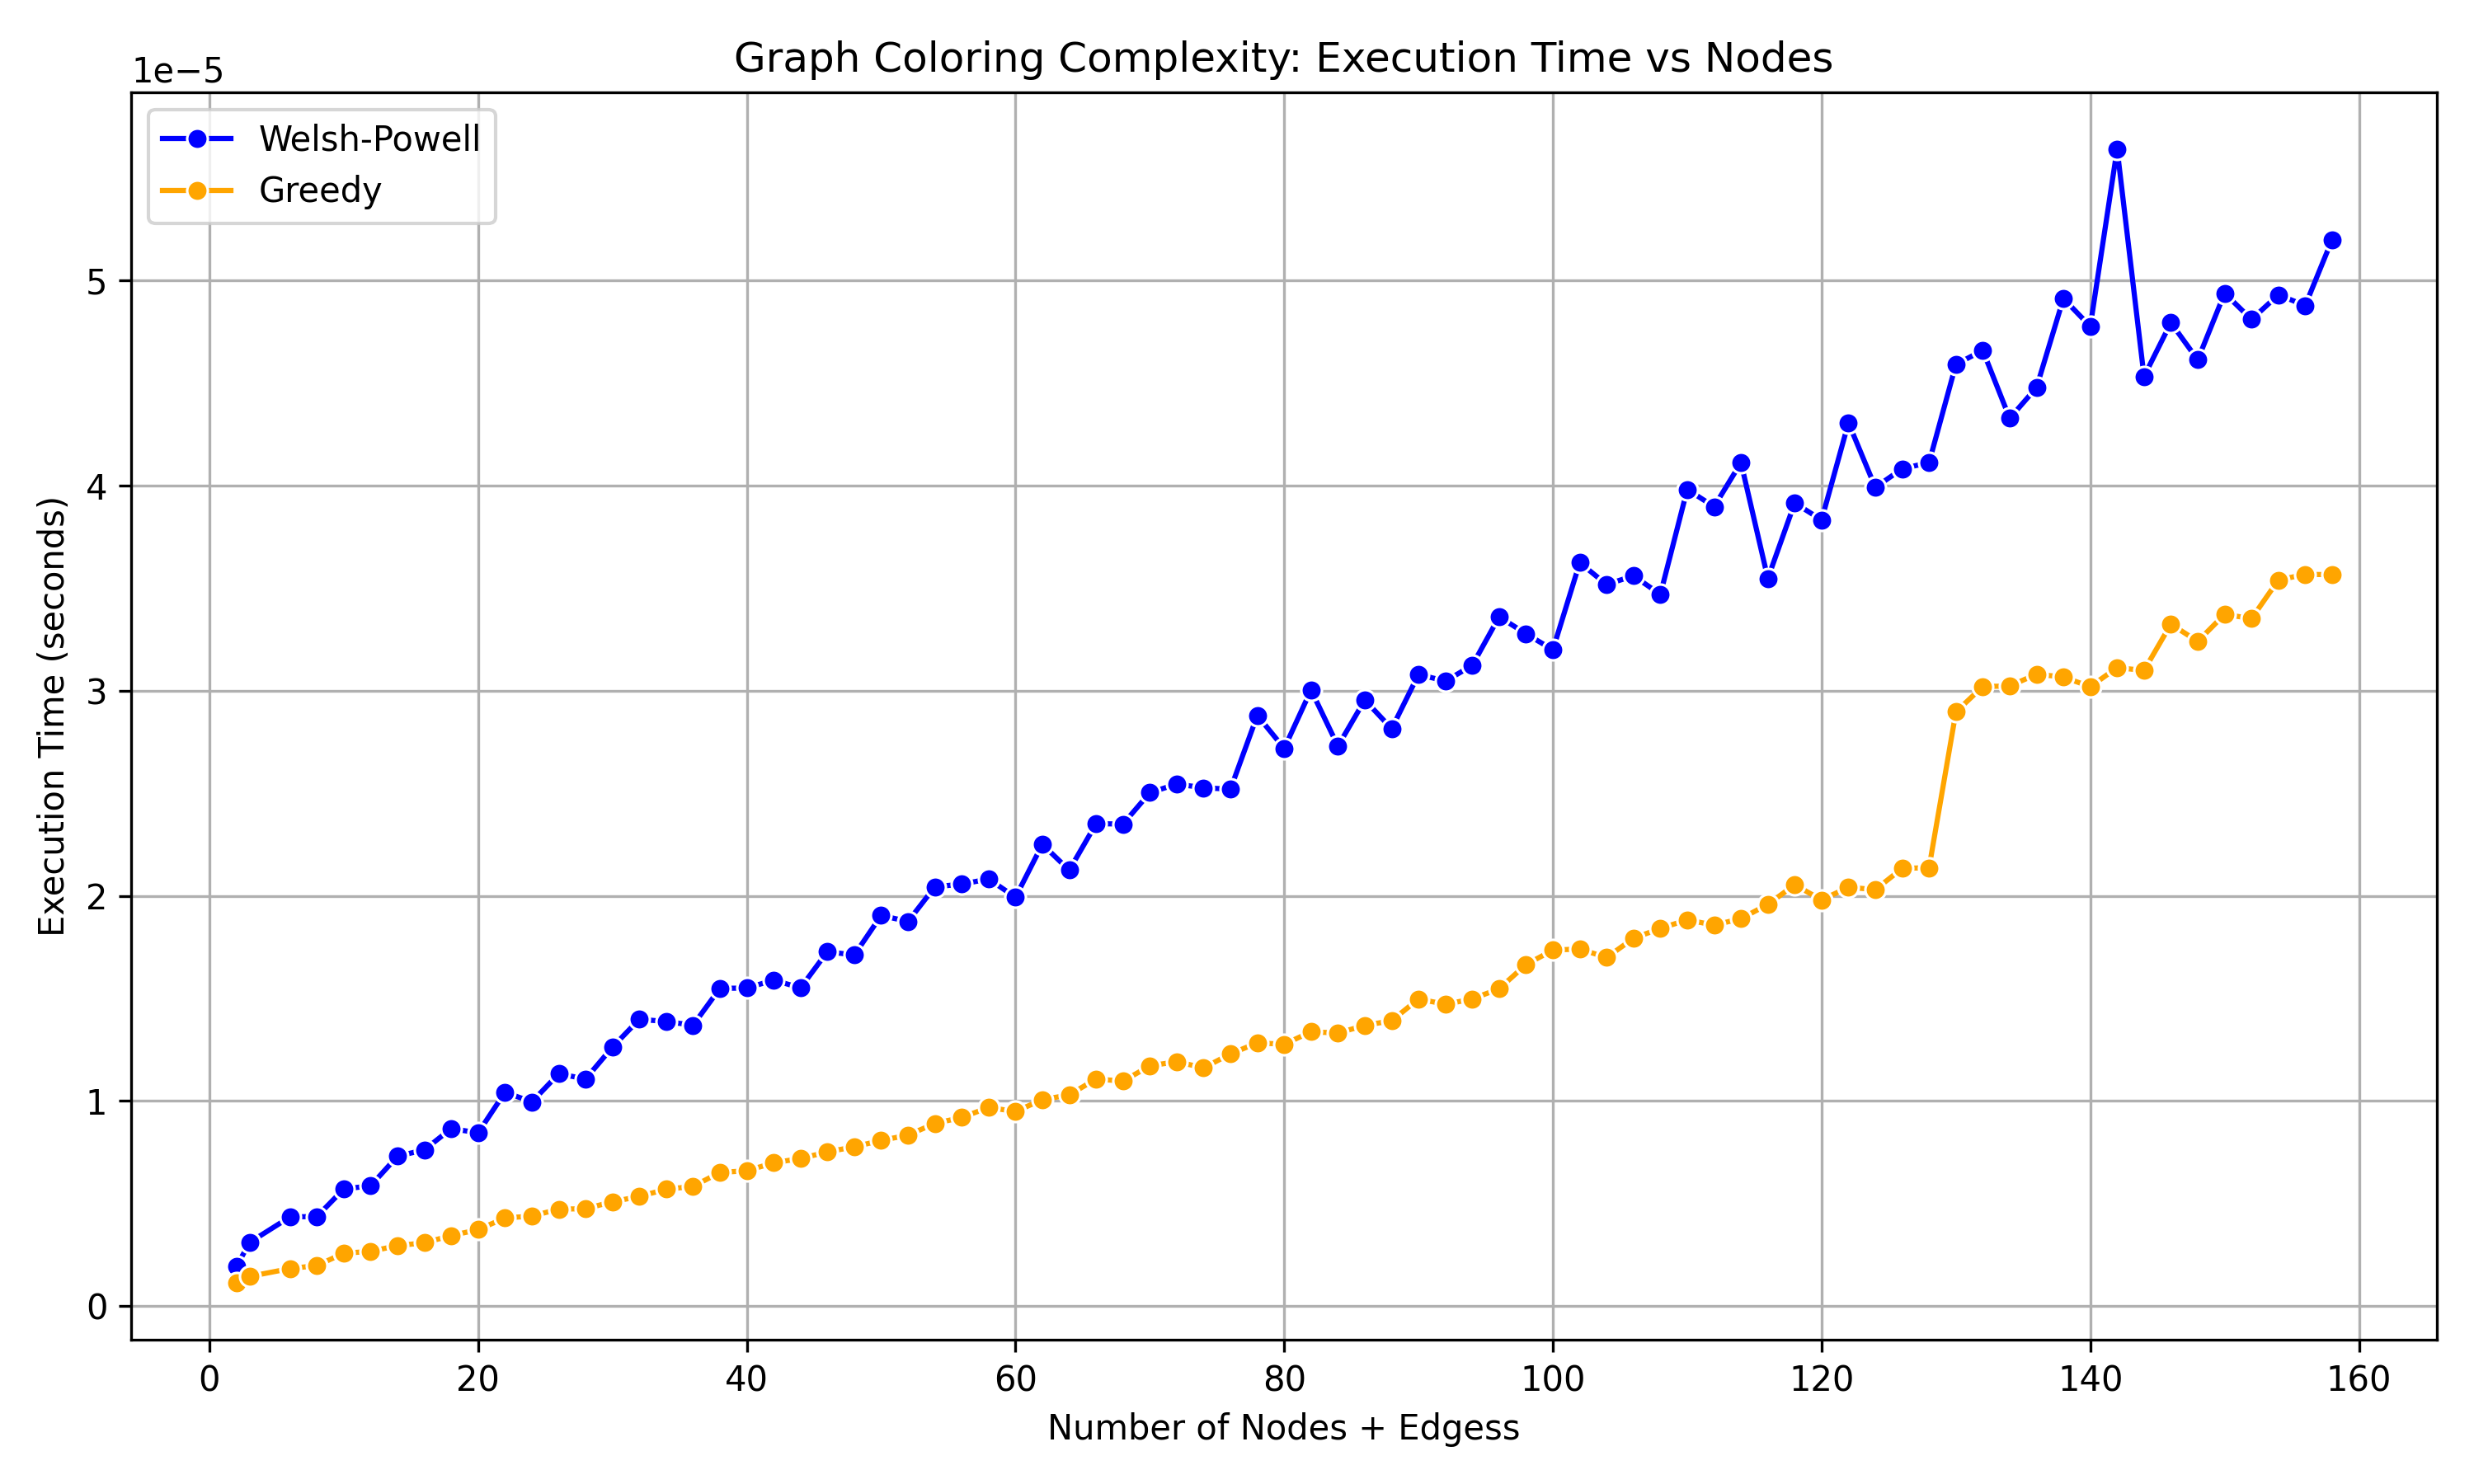 Graph Coloring Complexity: Execution Time vs Nodes
1e−5
Welsh-Powell
Greedy
Execution Time (seconds)
5
4
3
2
1
0
0 20 40 60 80 100 120 140 160
Number of Nodes + Edgess